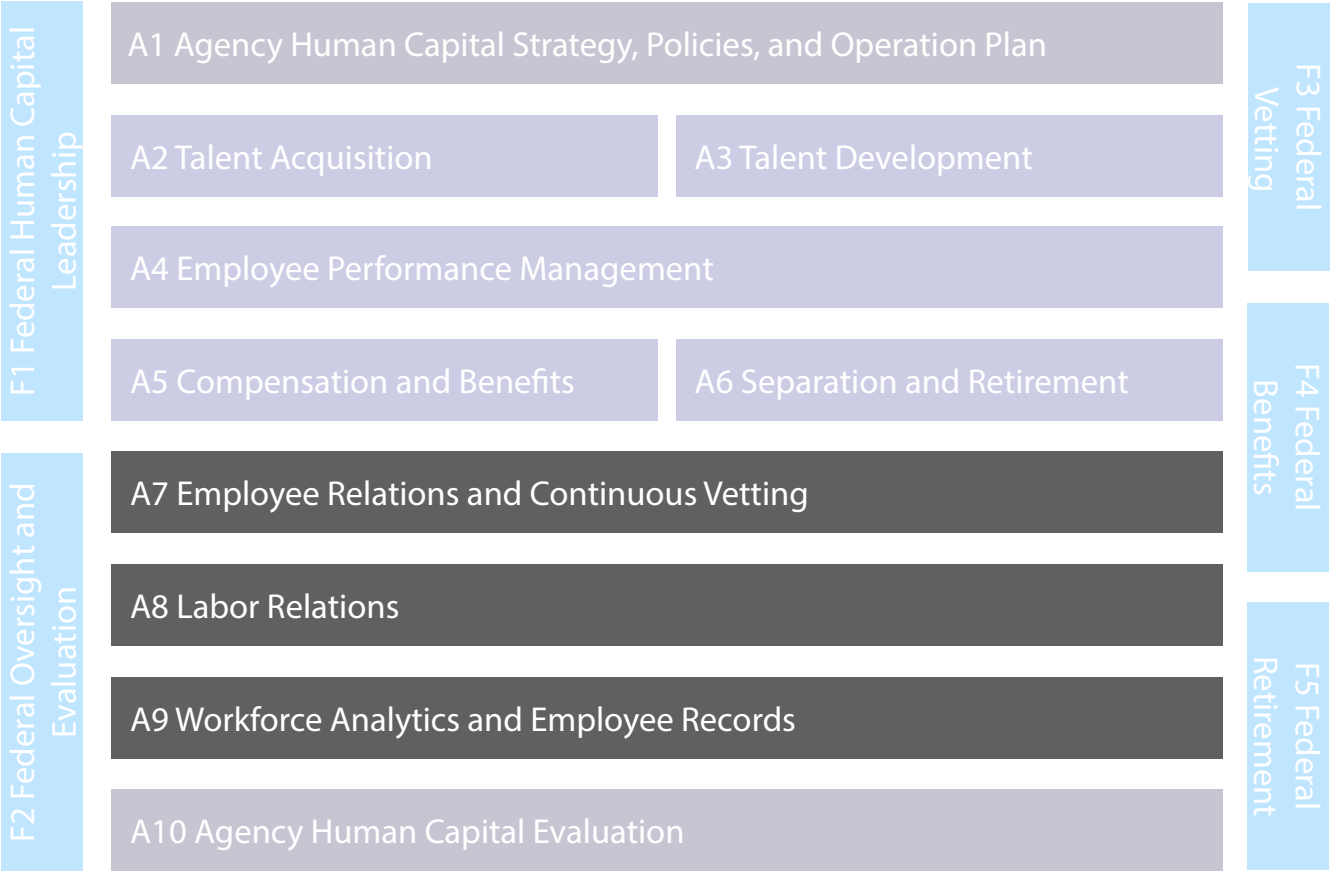 F1 Federal Human Capital
Leadership
F2 Federal Oversight and
Evaluation
A1 Agency Human Capital Strategy, Policies, and Operation Plan
A2 Talent Acquisition
A3 Talent Development
A4 Employee Performance Management
A5 Compensation and Benefits
A6 Separation and Retirement
A7 Employee Relations and Continuous Vetting
A8 Labor Relations
A9 Workforce Analytics and Employee Records
A10 Agency Human Capital Evaluation
F3 Federal
Vetting
F4 Federal
Benefits
F5 Federal
Retirement